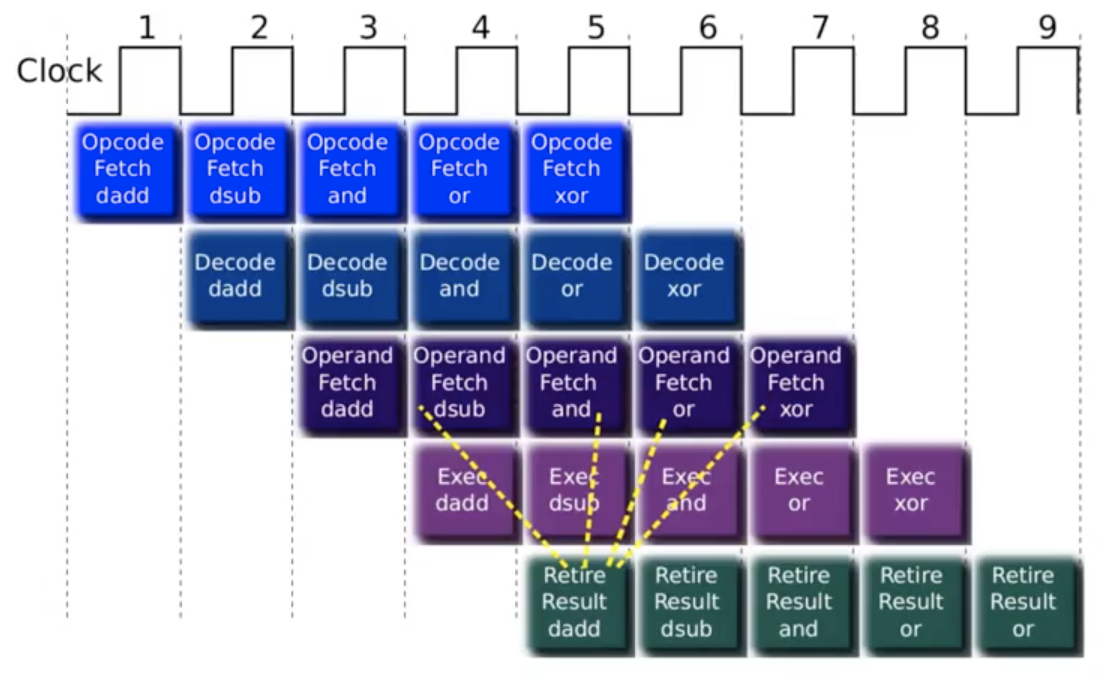 1 2 3 4 5 6 7 8 9
Clock
Opcode Fetch dadd
Opcode Fetch dsub
Opcode Fetch and
Opcode Fetch or
Opcode Fetch xor
Decode dadd
Decode dsub
Decode and
Decode or
Decode xor
Operand Fetch dadd
Operand Fetch dsub
Operand Fetch and
Operand Fetch or
Operand Fetch xor
Exec dadd
Exec dsub
Exec and
Exec or
Exec xor
Retire Result dadd
Retire Result dsub
Retire Result and
Retire Result or
Retire Result or